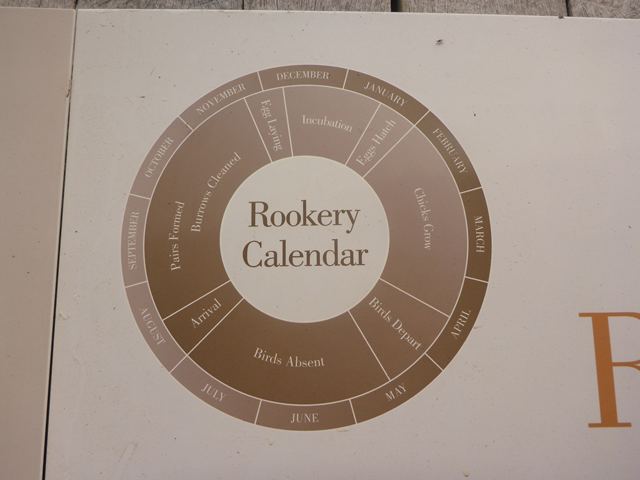 DECEMBER
JANUARY
FEBRUARY
MARCH
APRIL
MAY
JUNE
JULY
AUGUST
SEPTEMBER
OCTOBER
NOVEMBER
Egg Laying
Incubation
Eggs Hatch
Chicks Grow
Birds Depart
Birds Absent
Arrival
Pairs Formed
Burrows Cleaned
Rookery
Calendar
R